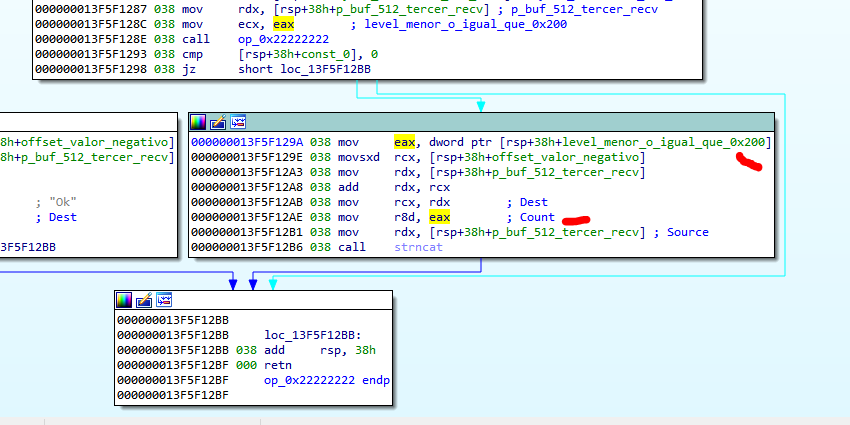 000000013F5F1287 038 mov     rdx, [rsp+38h+p_buf_512_tercer_recv] ; p_buf_512_tercer_recv
000000013F5F128C 038 mov     ecx, eax        ; level_menor_o_igual_que_0x200
000000013F5F128E 038 call    op_0x22222222
000000013F5F1293 038 cmp     [rsp+38h+const_0], 0
000000013F5F1298 038 jz      short loc_13F5F12BB
8h+offset_valor_negativo]
8h+p_buf_512_tercer_recv]
; "Ok"
; Dest
3F5F12BB
000000013F5F129A 038 mov     eax, dword ptr [rsp+38h+level_menor_o_igual_que_0x200]
000000013F5F129E 038 movsxd  rcx, [rsp+38h+offset_valor_negativo]
000000013F5F12A3 038 mov     rdx, [rsp+38h+p_buf_512_tercer_recv]
000000013F5F12A8 038 add     rdx, rcx
000000013F5F12AB 038 mov     rcx, rdx        ; Dest
000000013F5F12AE 038 mov     r8d, eax        ; Count
000000013F5F12B1 038 mov     rdx, [rsp+38h+p_buf_512_tercer_recv] ; Source
000000013F5F12B6 038 call    strncat
000000013F5F12BB
000000013F5F12BB     loc_13F5F12BB:
000000013F5F12BB 038 add     rsp, 38h
000000013F5F12BF 000 retn
000000013F5F12BF     op_0x22222222 endp
000000013F5F12BF